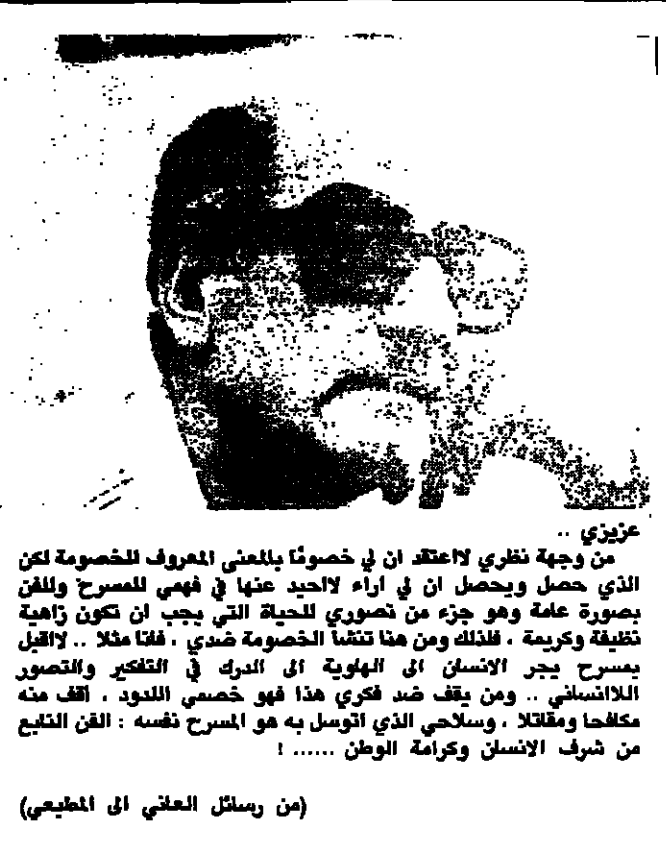 عزيزي ..
من وجهة نظري لااعتقد ان لي خصومًا بالمعنى المعروف للخصومة لكن
الذي حصل ويحصل ان لي اراء لااحيد عنها في فهمي للمسرح وللفن
بصورة عامة وهو جزء من تصوري للحياة التي يجب ان تكون زاهية
نظيفة وكريمة ، فلذلك ومن هنا تنشأ الخصومة ضدي ، فانا مثلا .. لااقبل
بمسرح يجر الانسان الى الهاوية الى الدرك في التفكير والتصور
اللاانساني .. ومن يقف ضد فكري هذا فهو خصمي اللدود ، أقف منه
مكافحا ومقاتلا ، وسلاحي الذي اتوسل به هو المسرح نفسه : الفن النابع
من شرف الانسان وكرامة الوطن ...... !
(من رسائل العاني الى المطيعي)